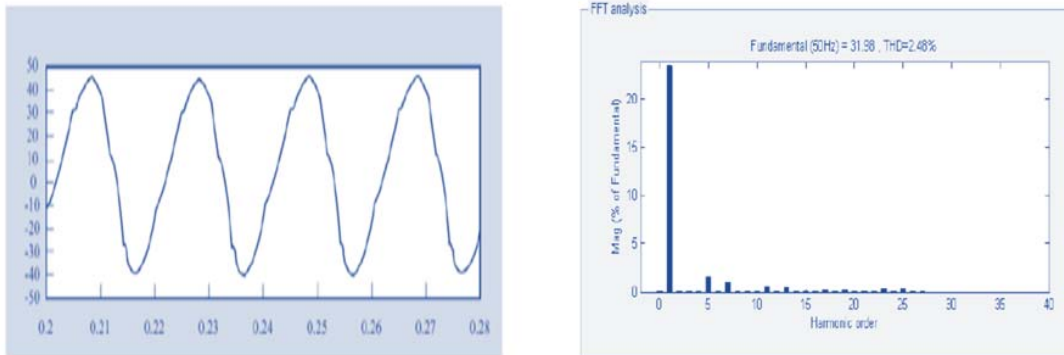 50
40
30
20
10
0
-10
-20
-30
-40
-50
0.2 0.21 0.22 0.23 0.24 0.25 0.26 0.27 0.28
FFT analysis
Fundamental (50Hz) = 31.98 , THD=2.48%
Mag (% of Fundamental)
20
15
10
5
0
0 5 10 15 20 25 30 35 40
Harmonic order